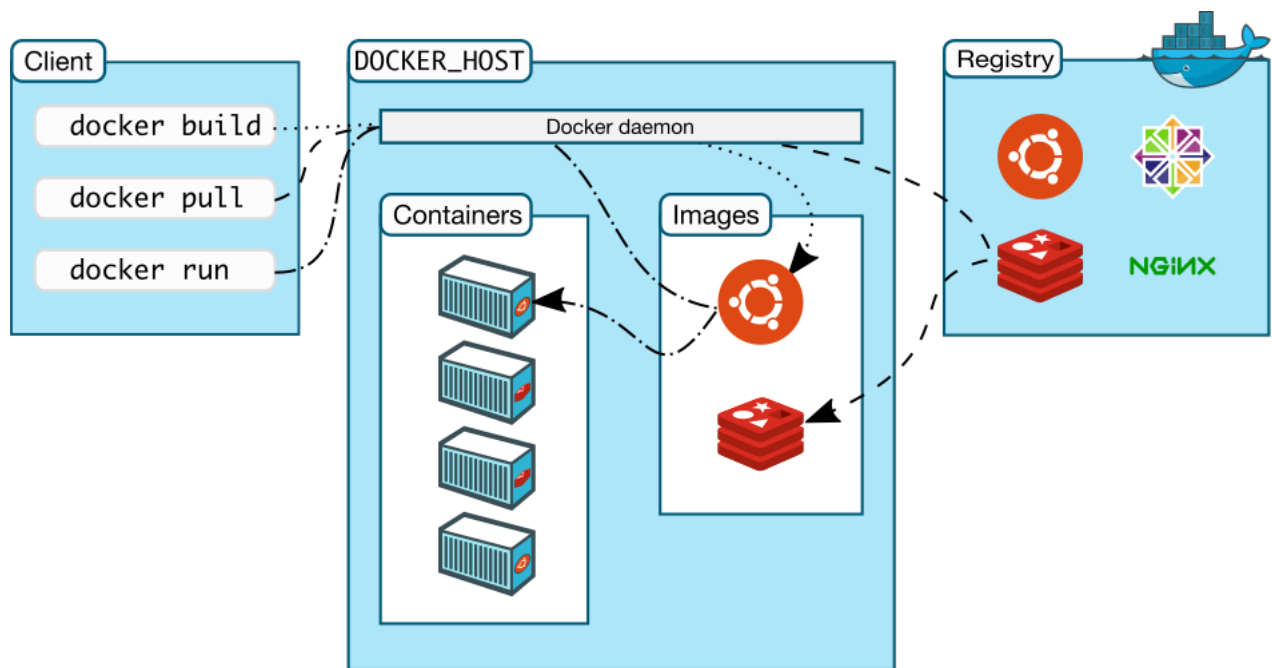 Client
docker build
docker pull
docker run
DOCKER_HOST
Docker daemon
Containers
Images
Registry
NGiNX